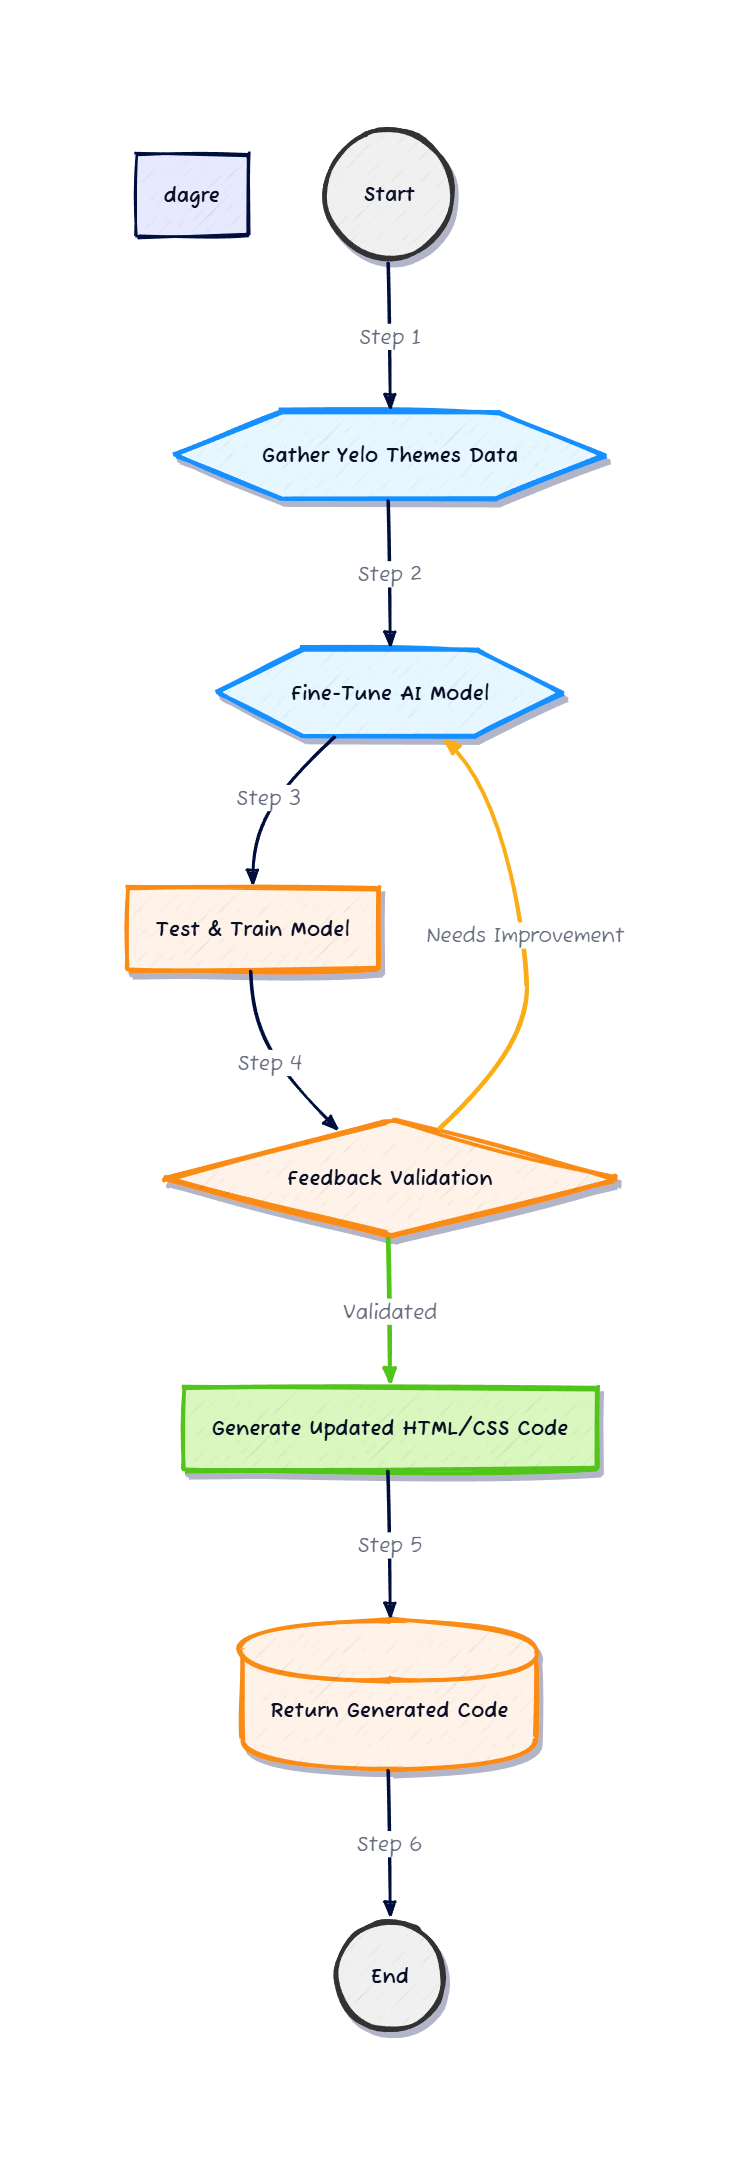 dagre
Start
Step 1
Gather Yelo Themes Data
Step 2
Fine-Tune AI Model
Step 3
Test & Train Model
Needs Improvement
Step 4
Feedback Validation
Validated
Generate Updated HTML/CSS Code
Step 5
Return Generated Code
Step 6
End